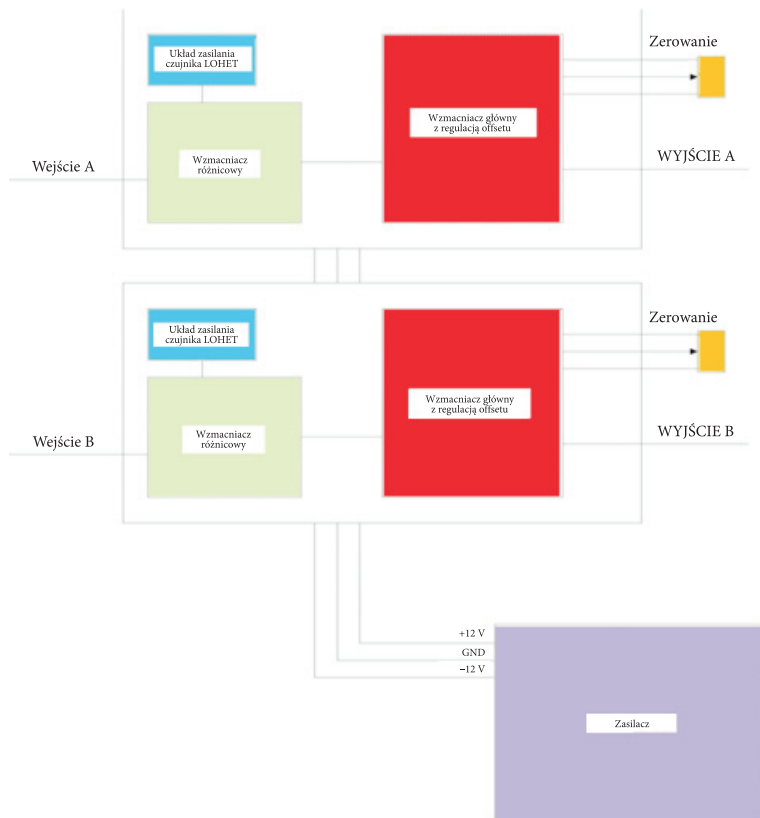 Układ zasilania
czujnika LOHET
Zerowanie
Wzmacniacz główny
z regulacją offsetu
Wejście A
Wzmacniacz
różnicowy
WYJŚCIE A
Układ zasilania
czujnika LOHET
Zerowanie
Wzmacniacz główny
z regulacją offsetu
Wejście B
Wzmacniacz
różnicowy
WYJŚCIE B
+12 V
GND
–12 V
Zasilacz